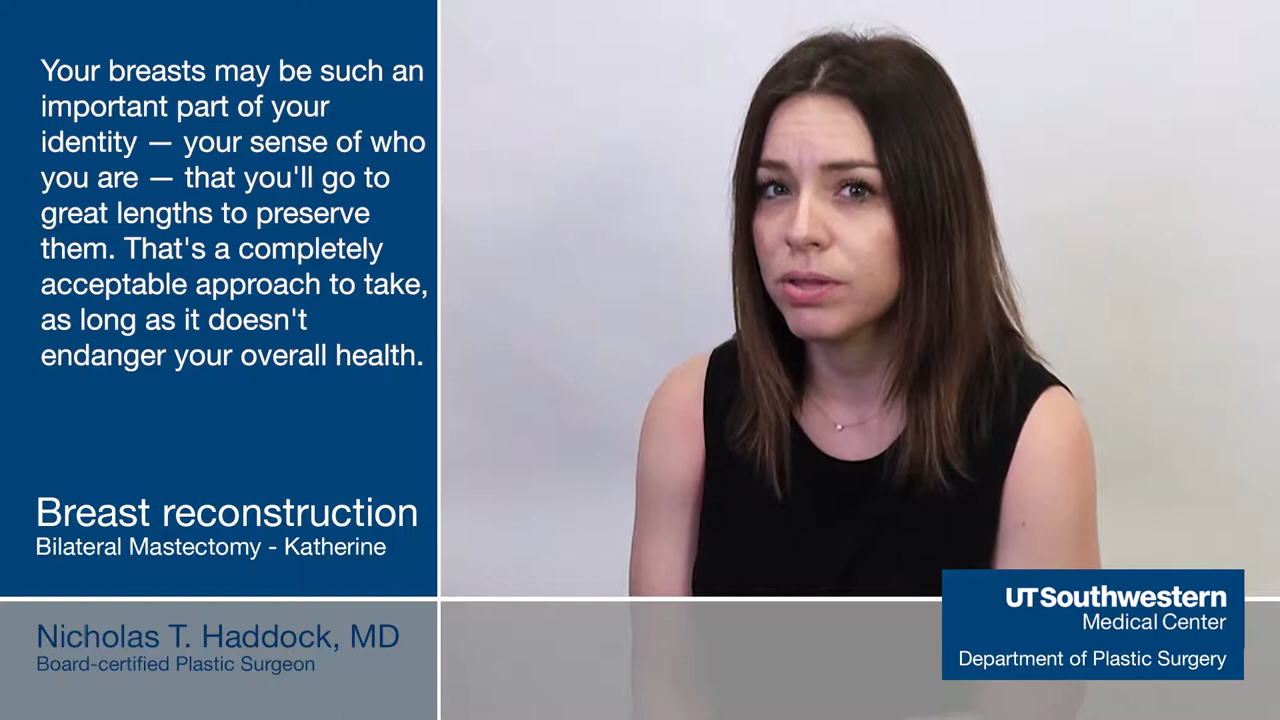 Your breasts may be such an
important part of your
identity — your sense of who
you are — that you'll go to
great lengths to preserve
them. That's a completely
acceptable approach to take,
as long as it doesn't
endanger your overall health.
Breast reconstruction
Bilateral Mastectomy - Katherine
Nicholas T. Haddock, MD
Board-certified Plastic Surgeon
UTSouthwestern
Medical Center
Department of Plastic Surgery